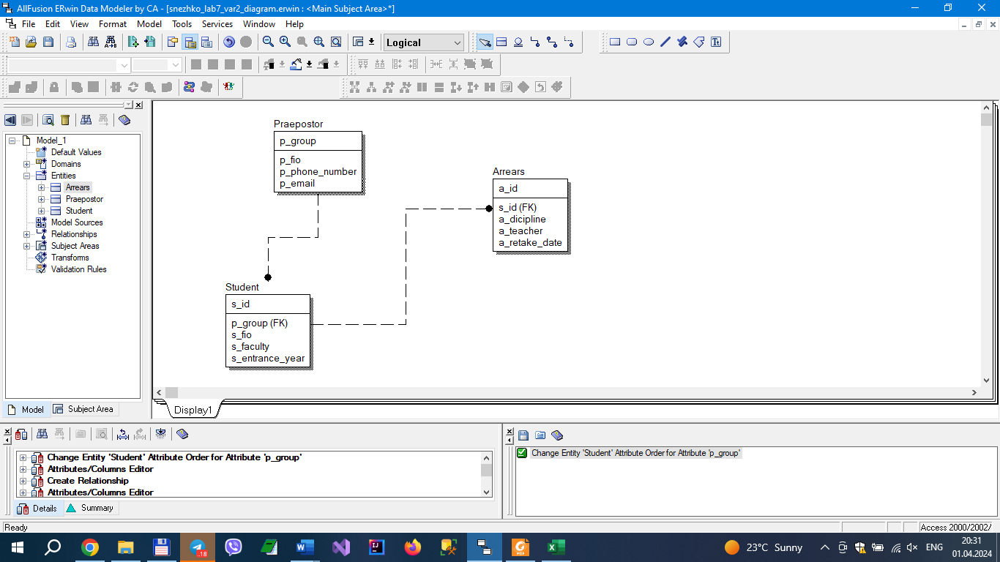 AllFusion ERwin Data Modeler by CA - [snezhko_lab7_var2_diagram.erwin : <Main Subject Area>*]
File Edit View Format Model Tools Services Window Help
Logical
Model_1
Default Values
Domains
Entities
Arrears
Praepostor
Student
Model Sources
Relationships
Subject Areas
Transforms
Validation Rules
Model Subject Area
Praepostor
p_group
p_fio
p_phone_number
p_email
Arrears
a_id
s_id (FK)
a_dicipline
a_teacher
a_retake_date
Student
s_id
p_group (FK)
s_fio
s_faculty
s_entrance_year
Display1
Change Entity 'Student' Attribute Order for Attribute 'p_group'
Attributes/Columns Editor
Create Relationship
Attributes/Columns Editor
Details Summary
Change Entity 'Student' Attribute Order for Attribute 'p_group'
Ready
Access 2000/2002/
23°C Sunny
ENG
20:31
01.04.2024